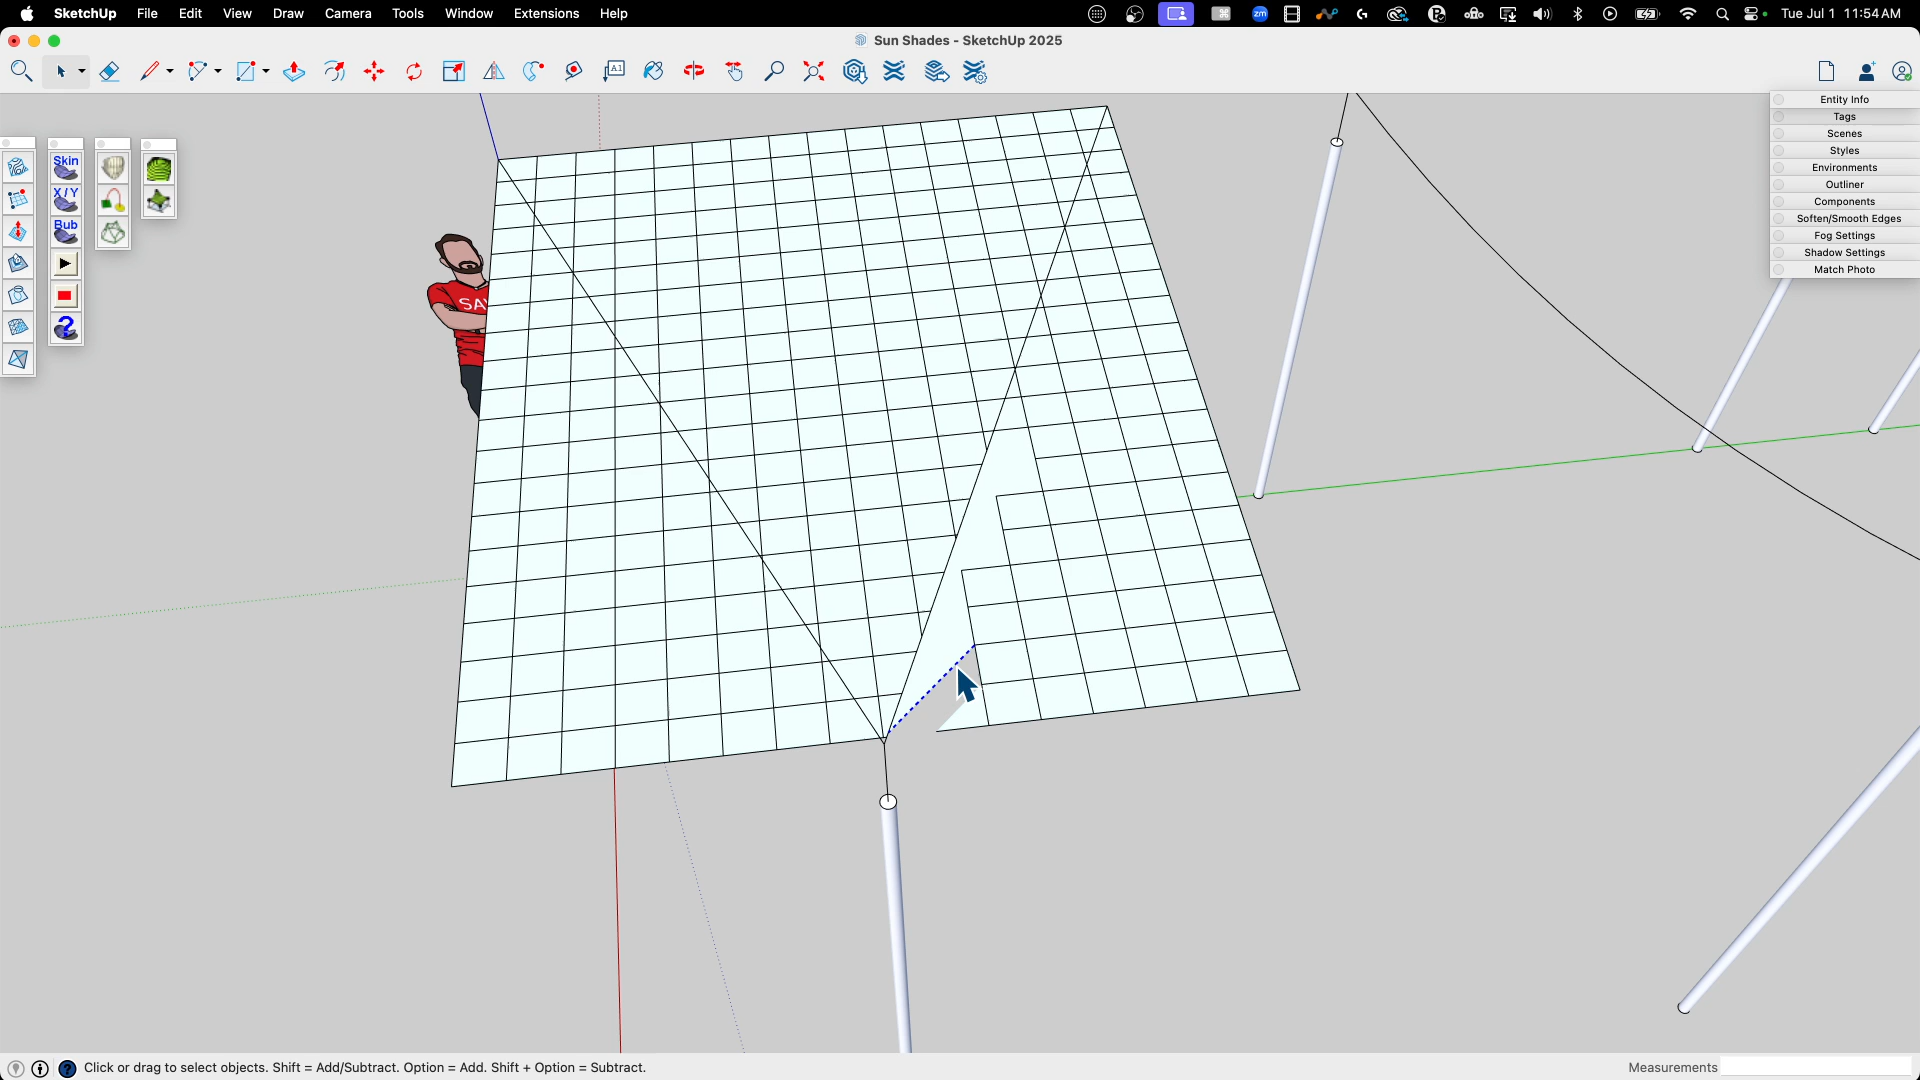 SketchUp File Edit View Draw Camera Tools Window Extensions Help
zm
Tue Jul 1 11:54 AM
Sun Shades - SketchUp 2025
A1
Entity Info
Tags
Scenes
Styles
Environments
Outliner
Components
Soften/Smooth Edges
Fog Settings
Shadow Settings
Match Photo
Skin
X/Y
Bub
?
SA
Click or drag to select objects. Shift = Add/Subtract. Option = Add. Shift + Option = Subtract.
Measurements